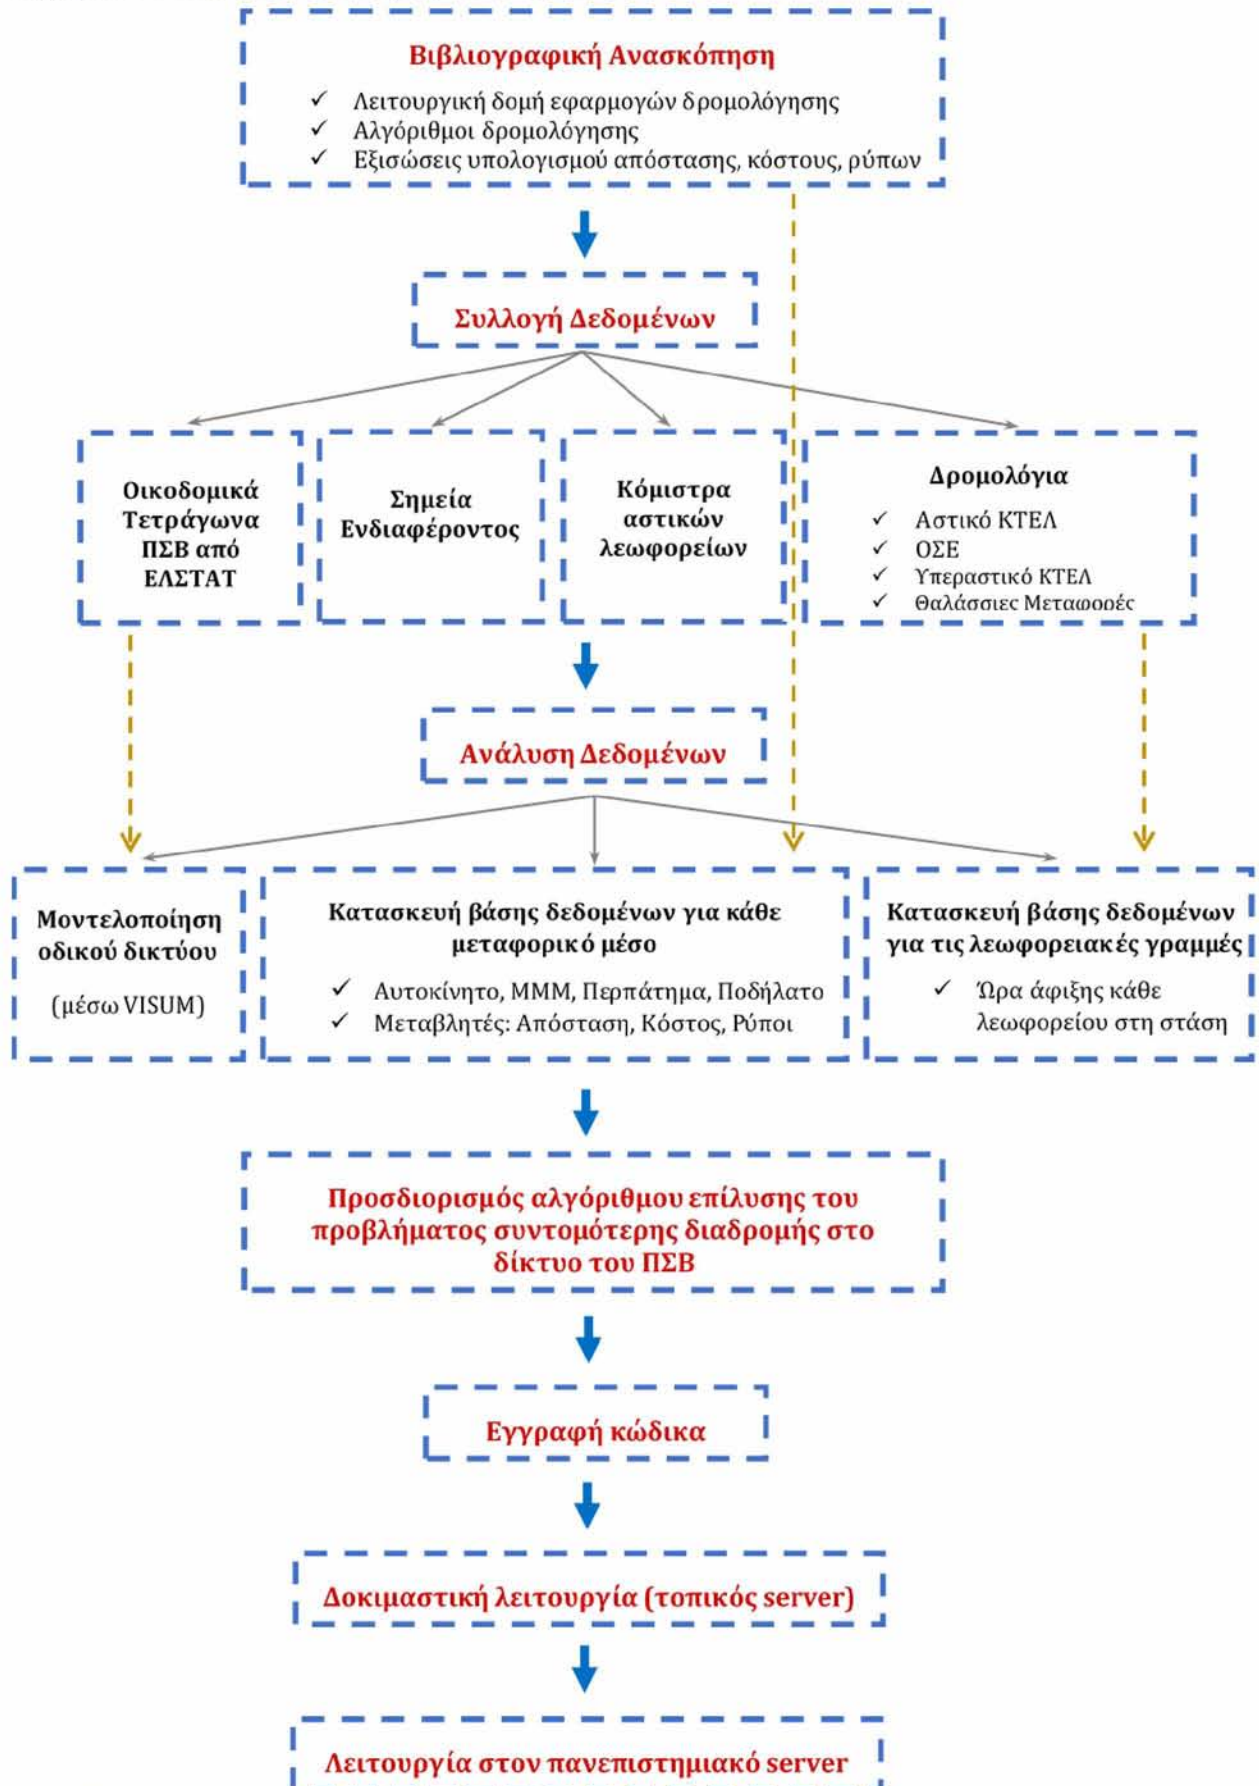 Βιβλιογραφική Ανασκόπηση
✓ Λειτουργική δομή εφαρμογών δρομολόγησης
✓ Αλγόριθμοι δρομολόγησης
✓ Εξισώσεις υπολογισμού απόστασης, κόστους, ρύπων
Συλλογή Δεδομένων
Οικοδομικά
Τετράγωνα
ΠΣΒ από
ΕΛΣΤΑΤ
Σημεία
Ενδιαφέροντος
Κόμιστρα
αστικών
λεωφορείων
Δρομολόγια
✓ Αστικό ΚΤΕΛ
✓ ΟΣΕ
✓ Υπεραστικό ΚΤΕΛ
✓ Θαλάσσιες Μεταφορές
Ανάλυση Δεδομένων
Μοντελοποίηση
οδικού δικτύου
(μέσω VISUM)
Κατασκευή βάσης δεδομένων για κάθε
μεταφορικό μέσο
✓ Αυτοκίνητο, ΜΜΜ, Περπάτημα, Ποδήλατο
✓ Μεταβλητές: Απόσταση, Κόστος, Ρύποι
Κατασκευή βάσης δεδομένων
για τις λεωφορειακές γραμμές
✓ Ώρα άφιξης κάθε
λεωφορείου στη στάση
Προσδιορισμός αλγόριθμου επίλυσης του
προβλήματος συντομότερης διαδρομής στο
δίκτυο του ΠΣΒ
Εγγραφή κώδικα
Δοκιμαστική λειτουργία (τοπικός server)
Λειτουργία στον πανεπιστημιακό server